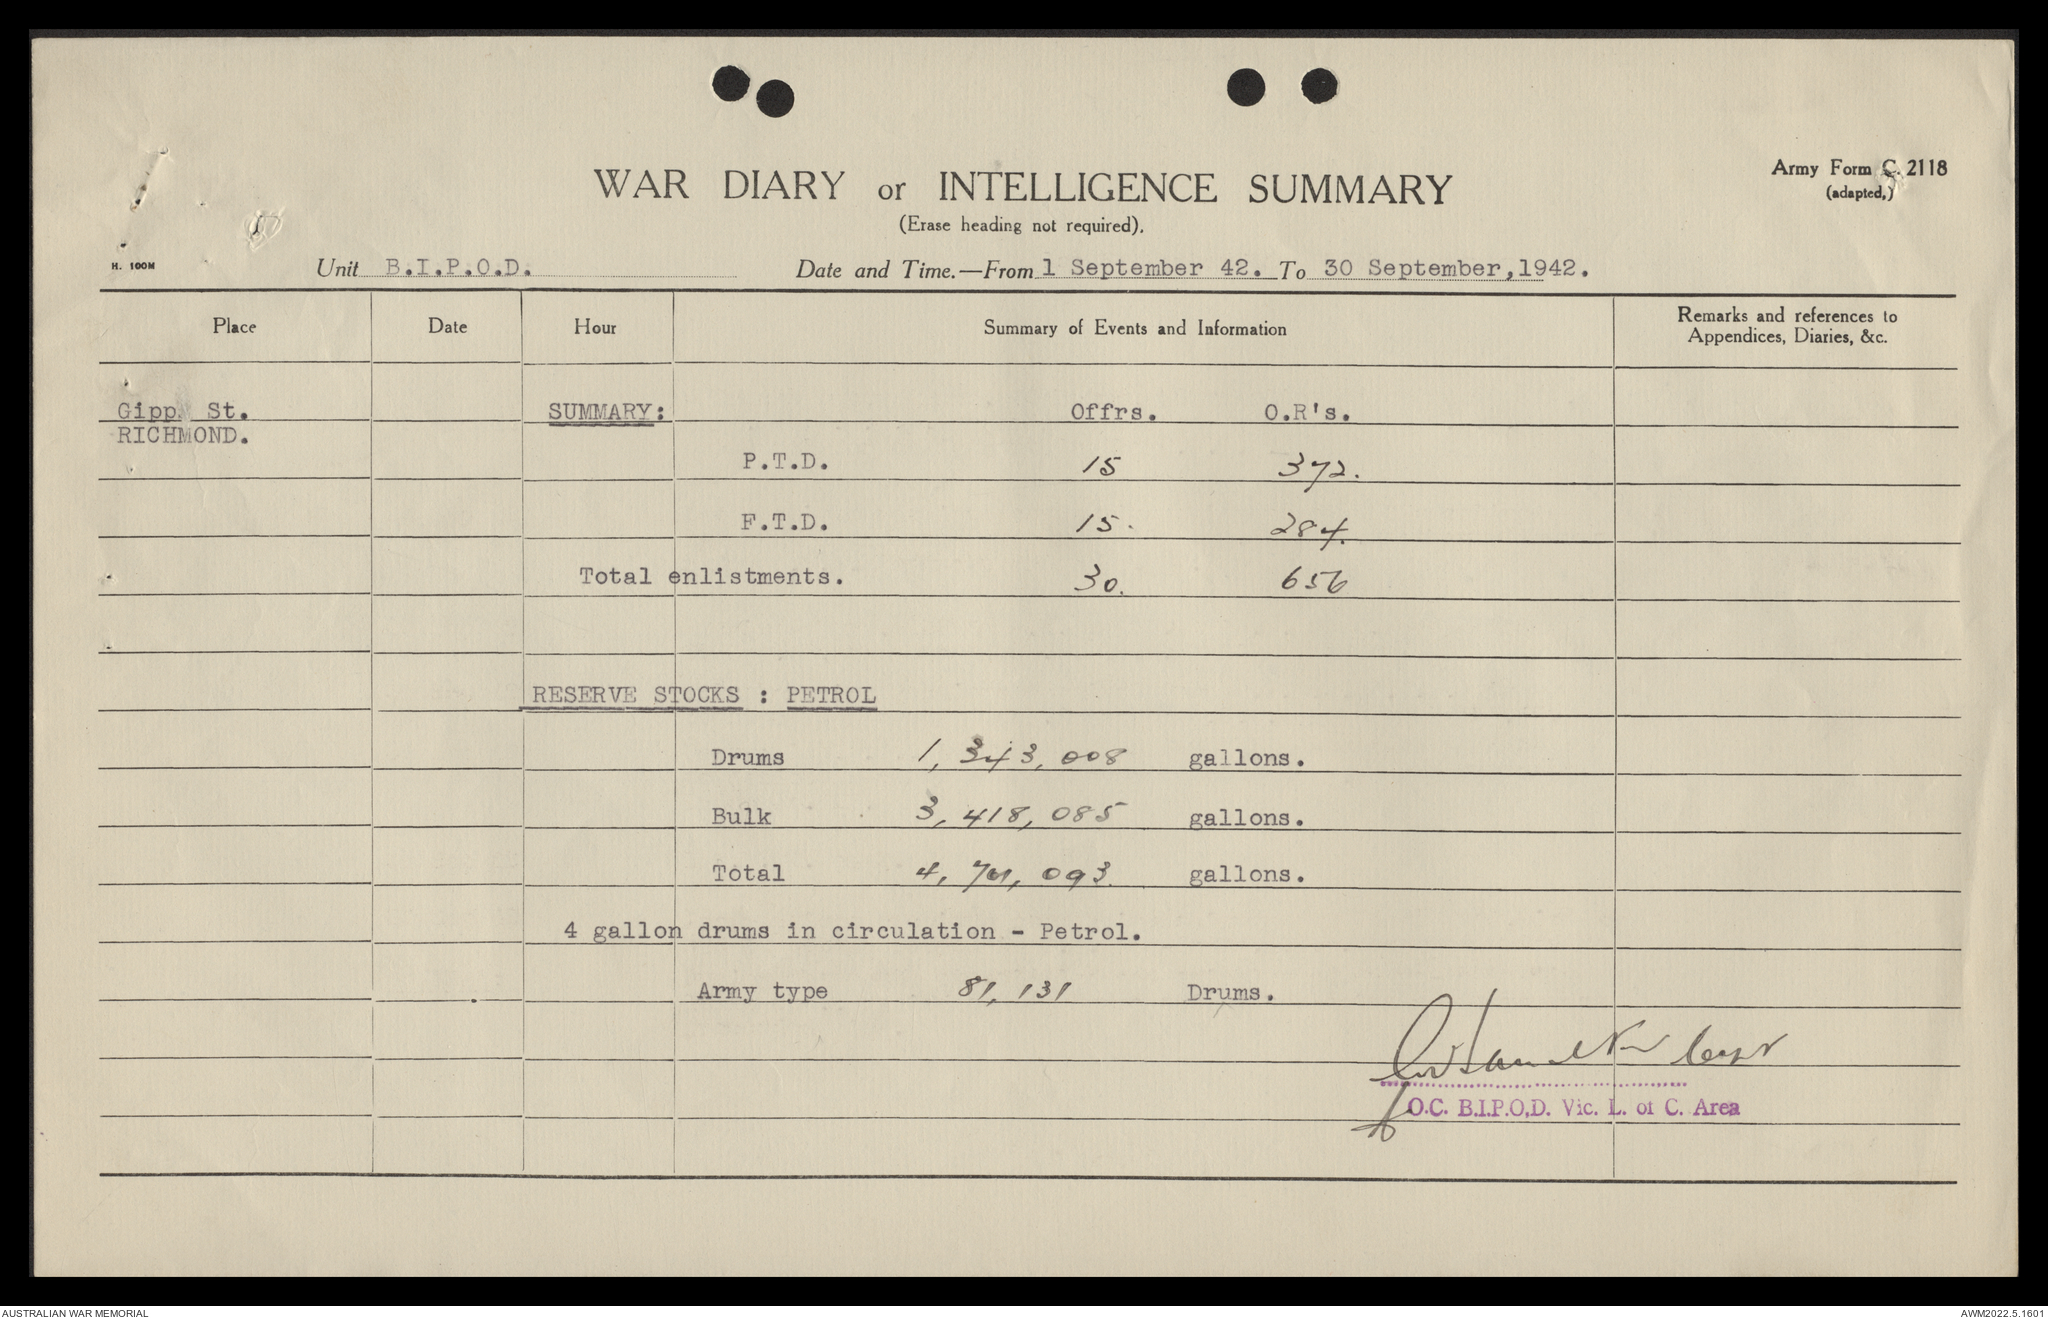 WAR DIARY or INTELLIGENCE SUMMARY
(Erase heading not required).
Army Form C. 2118
(adapted.)
H. 100M
Unit B.I.P.O.D. Date and Time.—From 1 September 42. To 30 September, 1942.
Place Date Hour Summary of Events and Information Remarks and references to
Appendices, Diaries, &c.
Gipp St. SUMMARY: Offrs. O.R's.
RICHMOND.
P.T.D. 15 372.
F.T.D. 15. 284.
Total enlistments. 30. 656
RESERVE STOCKS : PETROL
Drums 1,343,008 gallons.
Bulk 3,418,085 gallons.
Total 4,761,093 gallons.
4 gallon drums in circulation - Petrol.
Army type 81,131 Drums.
Capt
O.C. B.I.P.O.D. Vic. L. of C. Area
AUSTRALIAN WAR MEMORIAL
AWM2022.5.1601